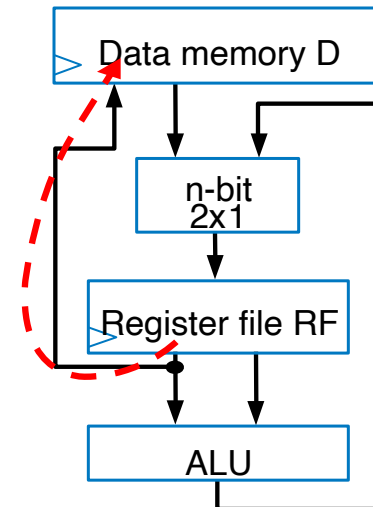 Data memory D
n-bit
2x1
Register file RF
ALU